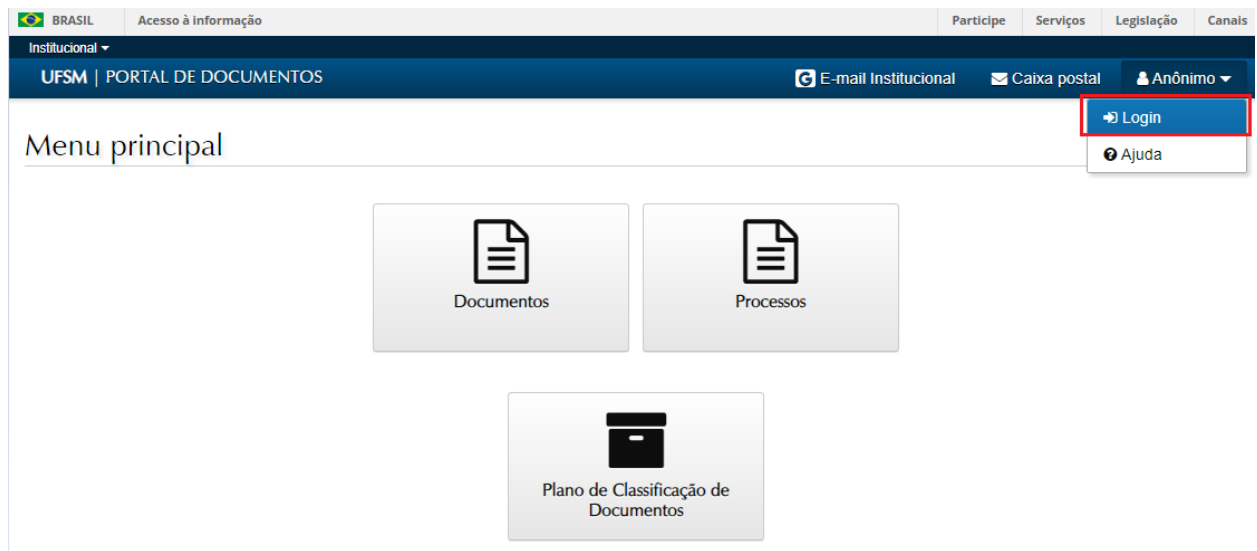 BRASIL Acesso à informação Participe Serviços Legislação Canais
Institucional
UFSM | PORTAL DE DOCUMENTOS E-mail Institucional Caixa postal Anônimo
Login
Ajuda
Menu principal
Documentos Processos
Plano de Classificação de
Documentos